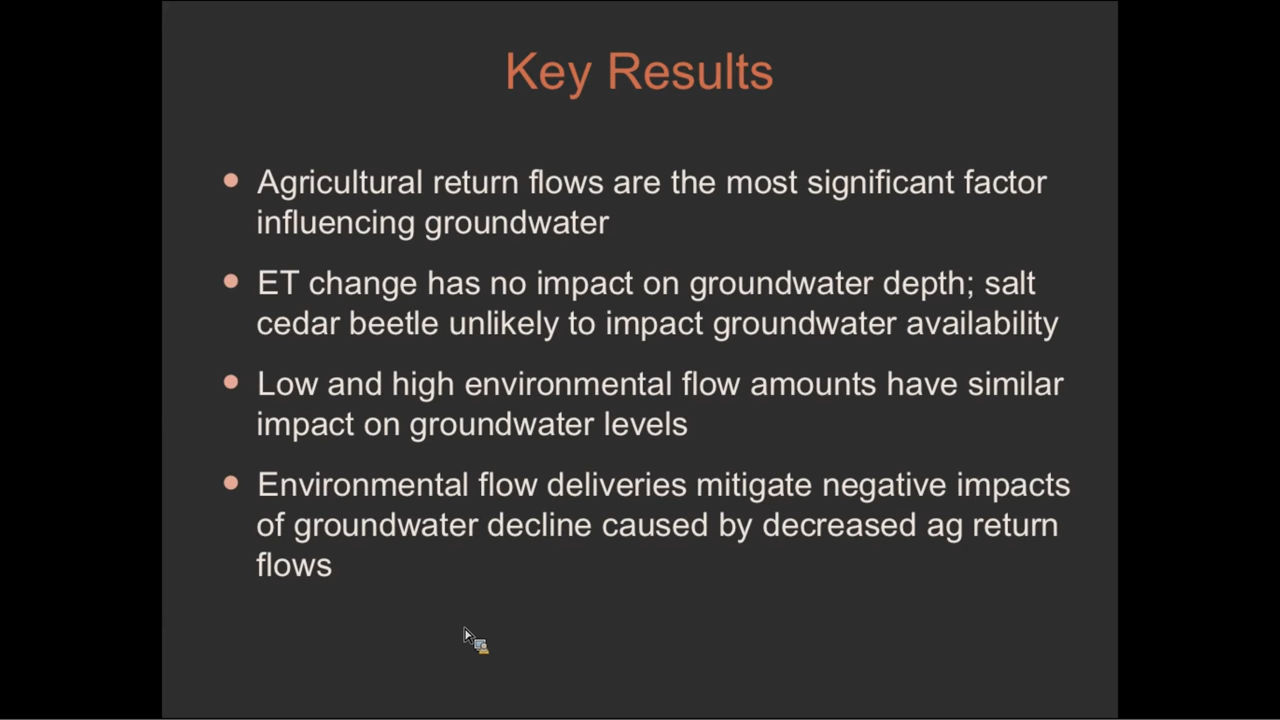 Key Results
Agricultural return flows are the most significant factor
influencing groundwater
ET change has no impact on groundwater depth; salt
cedar beetle unlikely to impact groundwater availability
Low and high environmental flow amounts have similar
impact on groundwater levels
Environmental flow deliveries mitigate negative impacts
of groundwater decline caused by decreased ag return
flows